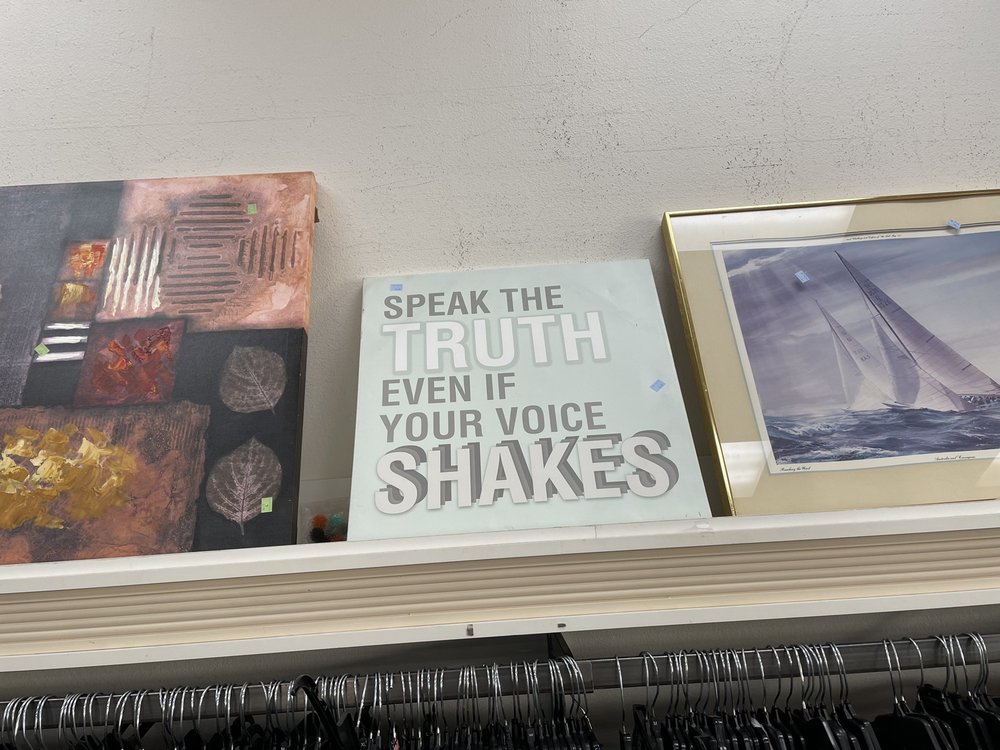 SPEAK THE
TRUTH
EVEN IF
YOUR VOICE
SHAKES